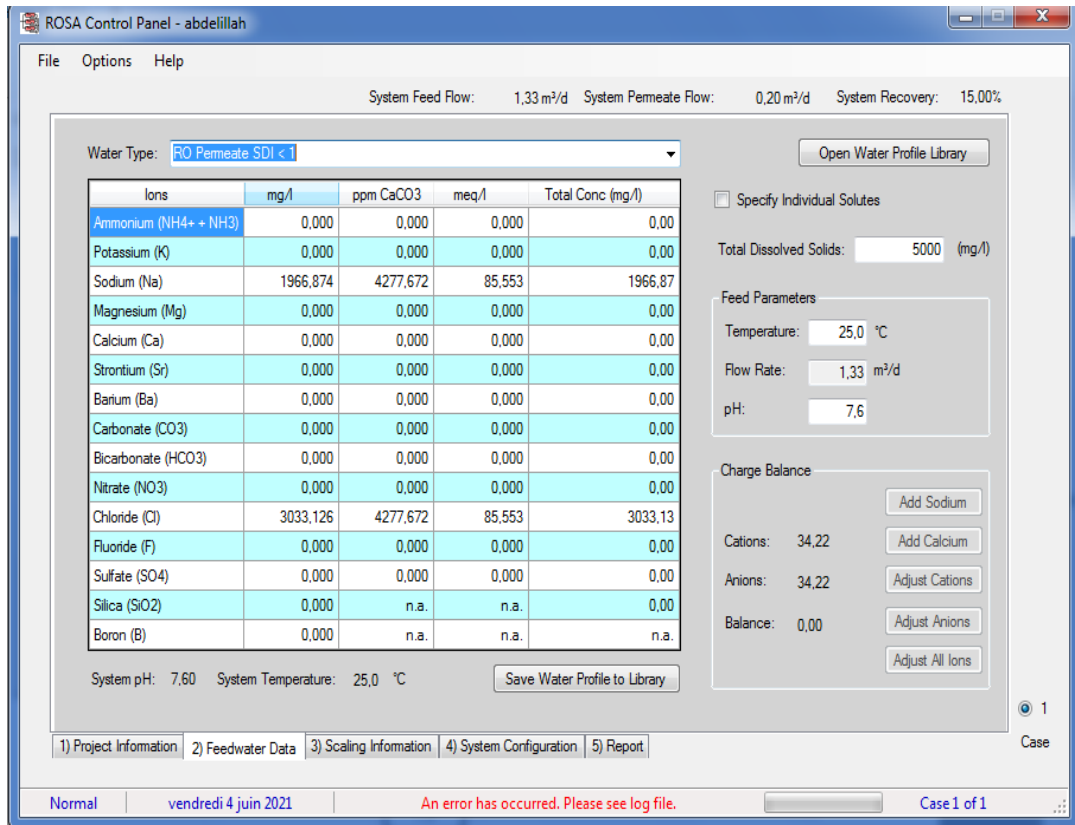 ROSA Control Panel - abdelillah
File Options Help
System Feed Flow: 1,33 m³/d System Permeate Flow: 0,20 m³/d System Recovery: 15,00%
Water Type: RO Permeate SDI < 1 Open Water Profile Library
Ions mg/l ppm CaCO3 meq/l Total Conc (mg/l)
Specify Individual Solutes
Ammonium (NH4+ + NH3) 0,000 0,000 0,000 0,00
Potassium (K) 0,000 0,000 0,000 0,00
Total Dissolved Solids: 5000 (mg/l)
Sodium (Na) 1966,874 4277,672 85,553 1966,87
Magnesium (Mg) 0,000 0,000 0,000 0,00
Feed Parameters
Calcium (Ca) 0,000 0,000 0,000 0,00
Temperature: 25,0 °C
Strontium (Sr) 0,000 0,000 0,000 0,00
Flow Rate: 1,33 m³/d
Barium (Ba) 0,000 0,000 0,000 0,00
pH: 7,6
Carbonate (CO3) 0,000 0,000 0,000 0,00
Bicarbonate (HCO3) 0,000 0,000 0,000 0,00
Charge Balance
Nitrate (NO3) 0,000 0,000 0,000 0,00
Add Sodium
Chloride (Cl) 3033,126 4277,672 85,553 3033,13
Fluoride (F) 0,000 0,000 0,000 0,00
Cations: 34,22 Add Calcium
Sulfate (SO4) 0,000 0,000 0,000 0,00
Anions: 34,22 Adjust Cations
Silica (SiO2) 0,000 n.a. n.a. 0,00
Balance: 0,00 Adjust Anions
Boron (B) 0,000 n.a. n.a. n.a.
Adjust All Ions
System pH: 7,60 System Temperature: 25,0 °C Save Water Profile to Library
1
Case
1) Project Information 2) Feedwater Data 3) Scaling Information 4) System Configuration 5) Report
Normal vendredi 4 juin 2021 An error has occurred. Please see log file. Case 1 of 1